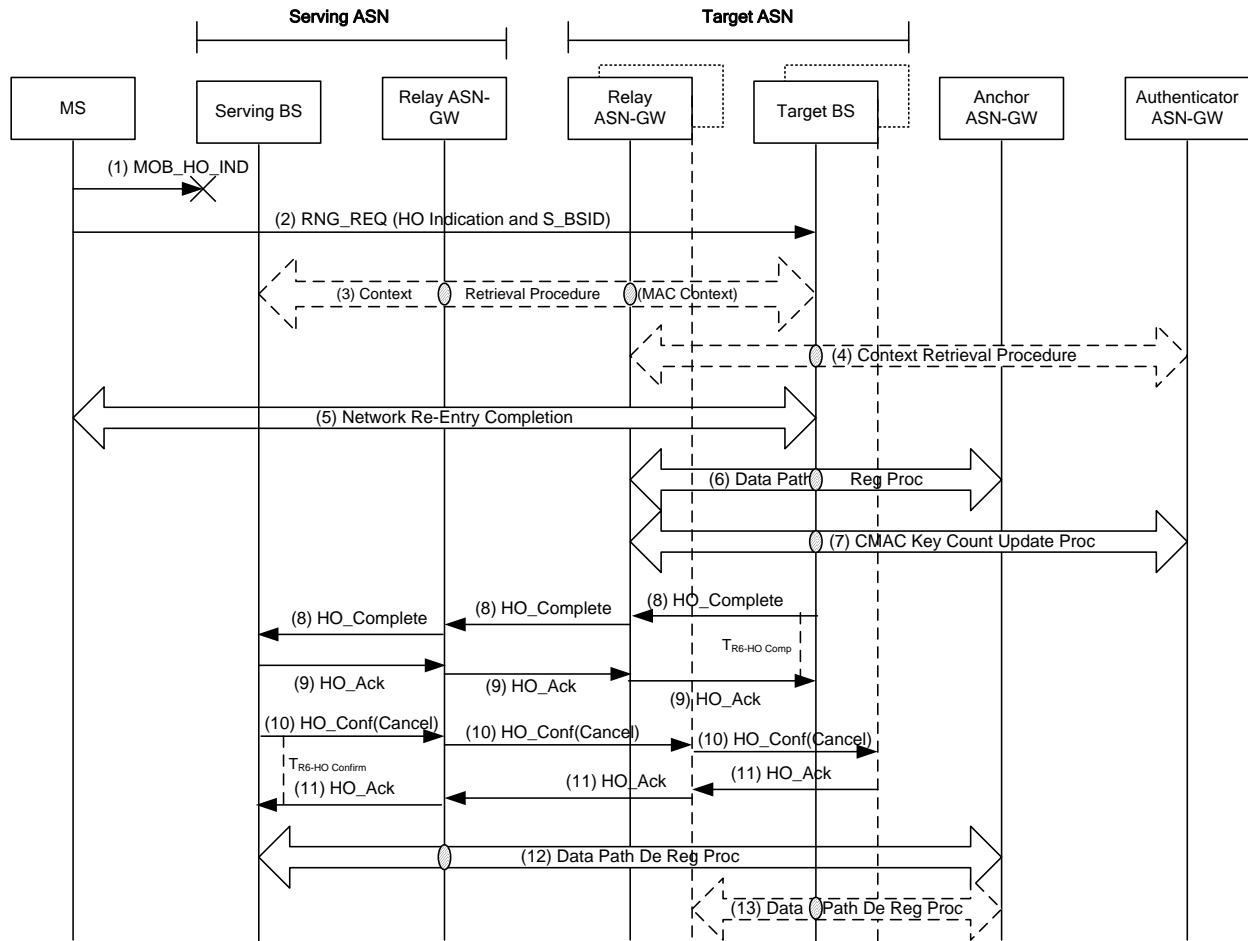 Serving ASN
Target ASN
MS
Serving BS
Relay ASN-
GW
Relay
ASN-GW
Target BS
Anchor
ASN-GW
Authenticator
ASN-GW
(1) MOB_HO_IND
(2) RNG_REQ (HO Indication and S_BSID)
(3) Context Retrieval Procedure (MAC Context)
(4) Context Retrieval Procedure
(5) Network Re-Entry Completion
(6) Data Path Reg Proc
(7) CMAC Key Count Update Proc
(8) HO_Complete
(8) HO_Complete
(8) HO_Complete
TR6-HO Comp
(9) HO_Ack
(9) HO_Ack
(9) HO_Ack
(10) HO_Conf(Cancel)
(10) HO_Conf(Cancel)
(10) HO_Conf(Cancel)
TR6-HO Confirm
(11) HO_Ack
(11) HO_Ack
(11) HO_Ack
(12) Data Path De Reg Proc
(13) Data Path De Reg Proc